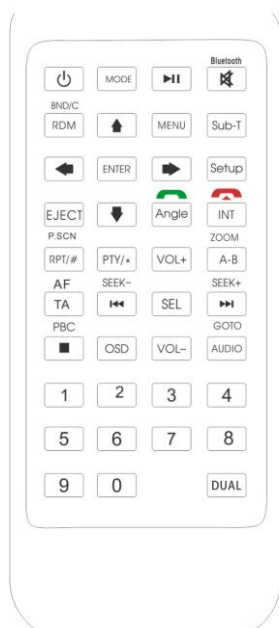 Bluetooth
MODE
BND/C
RDM MENU Sub-T
ENTER Setup
EJECT Angle INT
P.SCN ZOOM
RPT/# PTY/* VOL+ A-B
AF SEEK- SEEK+
TA SEL
PBC GOTO
OSD VOL- AUDIO
1 2 3 4
5 6 7 8
9 0 DUAL